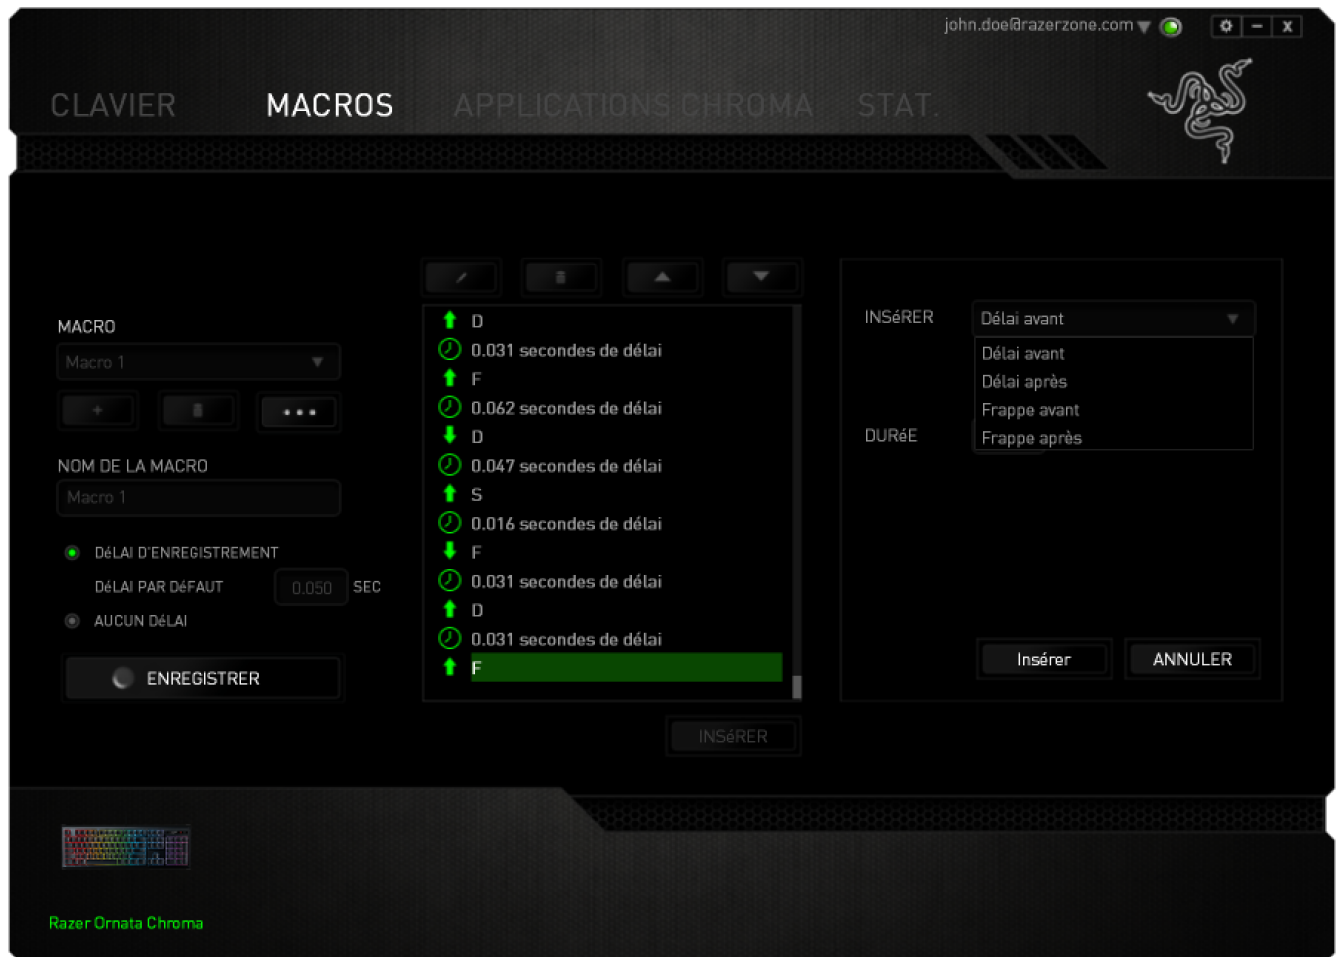 john.doe@razerzone.com
CLAVIER
MACROS
APPLICATIONS CHROMA
STAT.
MACRO
Macro 1
NOM DE LA MACRO
Macro 1
DéLAI D'ENREGISTREMENT
DéLAI PAR DéFAUT 0.050 SEC
AUCUN DéLAI
ENREGISTRER
D
0.031 secondes de délai
F
0.062 secondes de délai
D
0.047 secondes de délai
S
0.016 secondes de délai
F
0.031 secondes de délai
D
0.031 secondes de délai
F
INSéRER
INSéRER
Délai avant
Délai avant
Délai après
Frappe avant
Frappe après
DURéE
Insérer
ANNULER
Razer Ornata Chroma